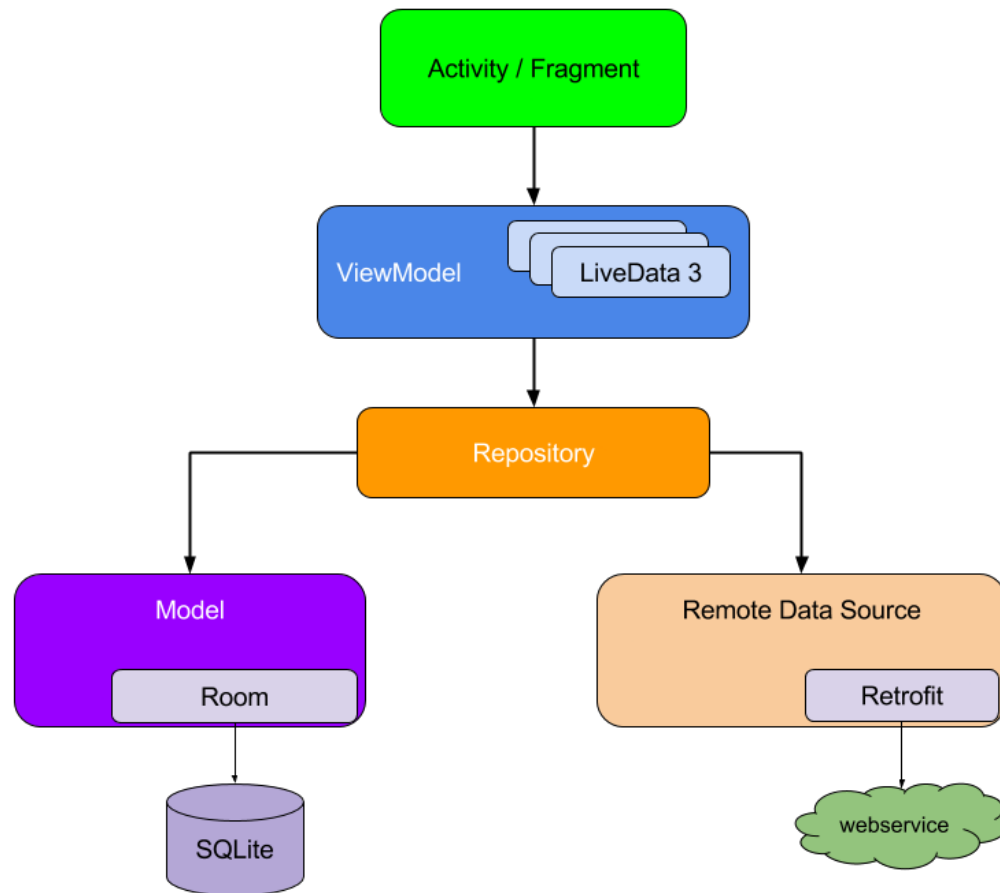 Activity / Fragment
ViewModel
LiveData 3
Repository
Model
Remote Data Source
Room
Retrofit
SQLite
webservice